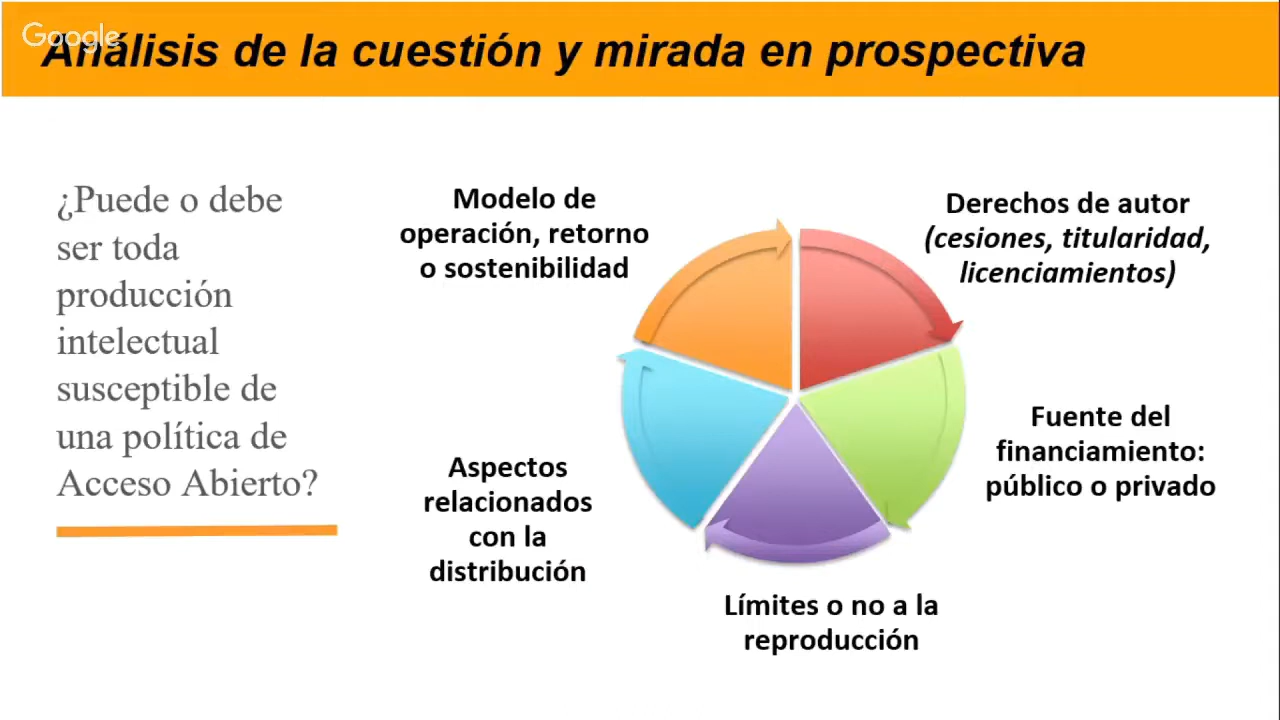 Google
Análisis de la cuestión y mirada en prospectiva
¿Puede o debe
ser toda
producción
intelectual
susceptible de
una política de
Acceso Abierto?
Modelo de
operación, retorno
o sostenibilidad
Derechos de autor
(cesiones, titularidad,
licenciamientos)
Fuente del
financiamiento:
público o privado
Aspectos
relacionados
con la
distribución
Límites o no a la
reproducción